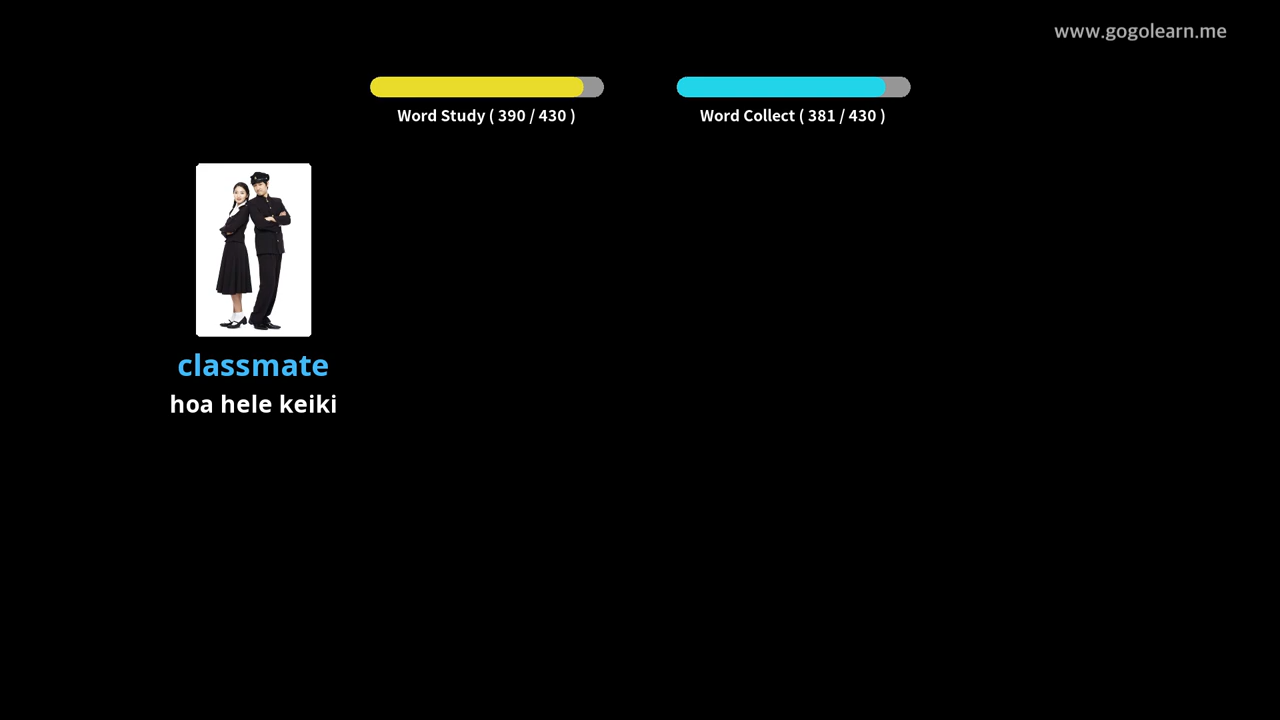 www.gogolearn.me
Word Study ( 390 / 430 )
Word Collect ( 381 / 430 )
classmate
hoa hele keiki